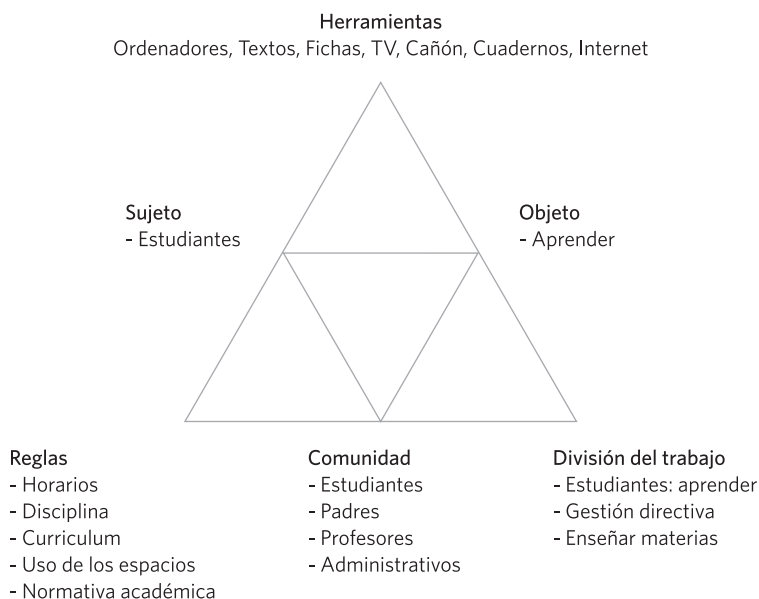 Herramientas
Ordenadores, Textos, Fichas, TV, Cañón, Cuadernos, Internet
Sujeto
- Estudiantes
Objeto
- Aprender
Reglas
- Horarios
- Disciplina
- Curriculum
- Uso de los espacios
- Normativa académica
Comunidad
- Estudiantes
- Padres
- Profesores
- Administrativos
División del trabajo
- Estudiantes: aprender
- Gestión directiva
- Enseñar materias